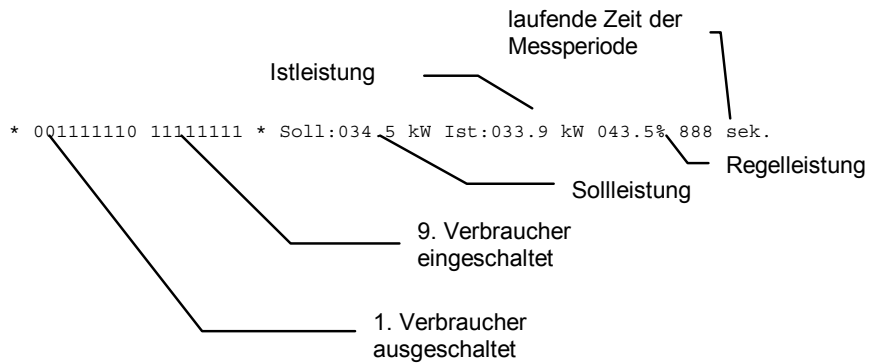 laufende Zeit der
Messperiode
Istleistung
* 001111110 11111111 * Soll:034.5 kW Ist:033.9 kW 043.5% 888 sek.
Regelleistung
Sollleistung
9. Verbraucher
eingeschaltet
1. Verbraucher
ausgeschaltet